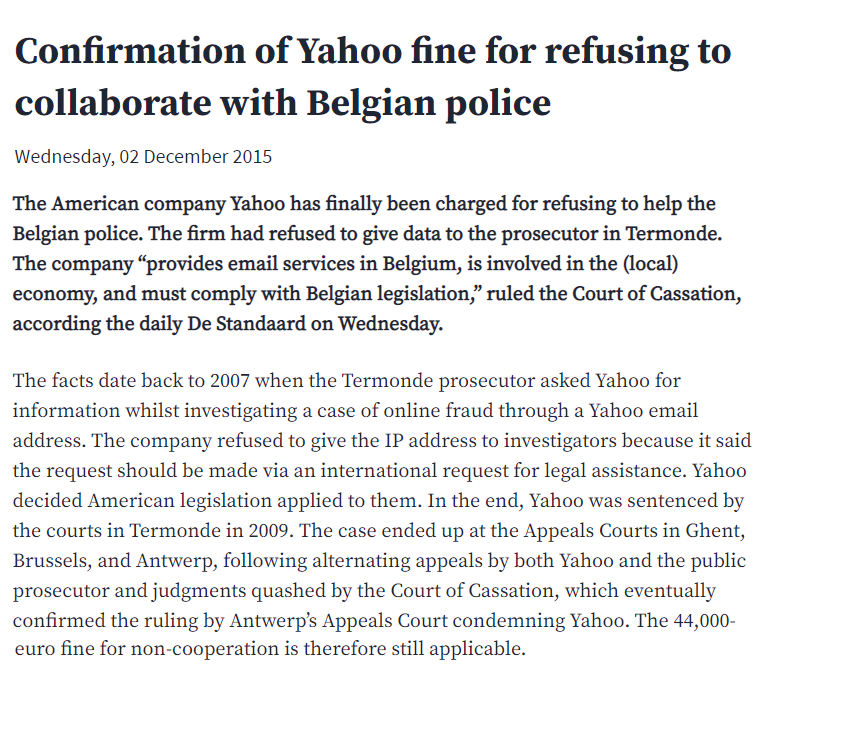 Confirmation of Yahoo fine for refusing to
collaborate with Belgian police
Wednesday, 02 December 2015
The American company Yahoo has finally been charged for refusing to help the
Belgian police. The firm had refused to give data to the prosecutor in Termonde.
The company “provides email services in Belgium, is involved in the (local)
economy, and must comply with Belgian legislation,” ruled the Court of Cassation,
according the daily De Standaard on Wednesday.
The facts date back to 2007 when the Termonde prosecutor asked Yahoo for
information whilst investigating a case of online fraud through a Yahoo email
address. The company refused to give the IP address to investigators because it said
the request should be made via an international request for legal assistance. Yahoo
decided American legislation applied to them. In the end, Yahoo was sentenced by
the courts in Termonde in 2009. The case ended up at the Appeals Courts in Ghent,
Brussels, and Antwerp, following alternating appeals by both Yahoo and the public
prosecutor and judgments quashed by the Court of Cassation, which eventually
confirmed the ruling by Antwerp’s Appeals Court condemning Yahoo. The 44,000-
euro fine for non-cooperation is therefore still applicable.